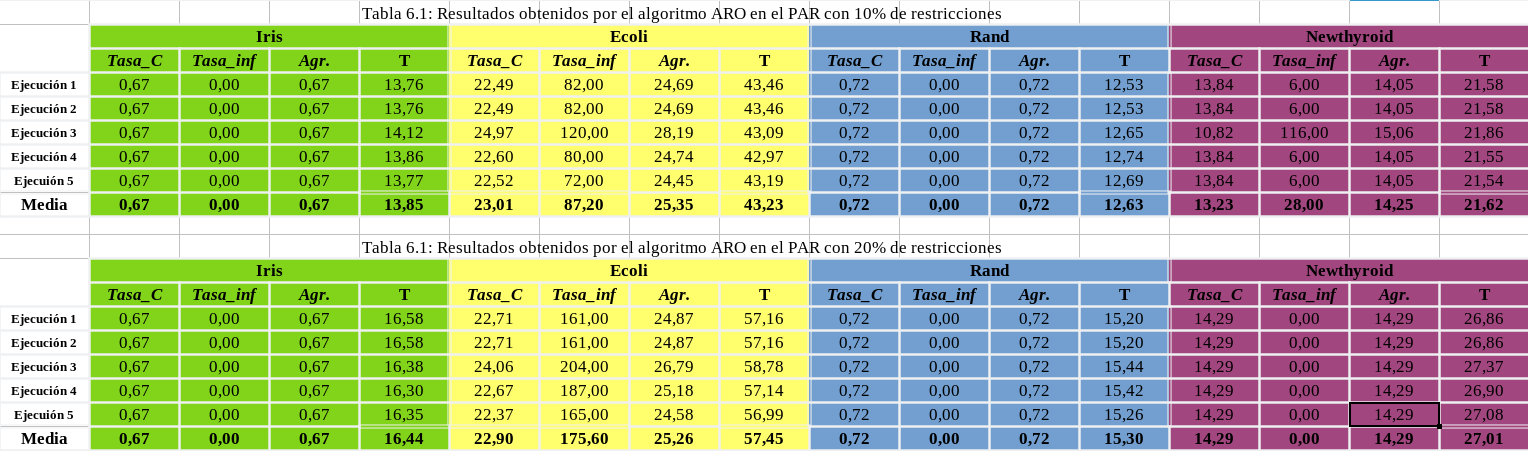 Tabla 6.1: Resultados obtenidos por el algoritmo ARO en el PAR con 10% de restricciones
Iris Ecoli Rand Newthyroid
Tasa_C Tasa_inf Agr. T Tasa_C Tasa_inf Agr. T Tasa_C Tasa_inf Agr. T Tasa_C Tasa_inf Agr. T
Ejecución 1 0,67 0,00 0,67 13,76 22,49 82,00 24,69 43,46 0,72 0,00 0,72 12,53 13,84 6,00 14,05 21,58
Ejecución 2 0,67 0,00 0,67 13,76 22,49 82,00 24,69 43,46 0,72 0,00 0,72 12,53 13,84 6,00 14,05 21,58
Ejecución 3 0,67 0,00 0,67 14,12 24,97 120,00 28,19 43,09 0,72 0,00 0,72 12,65 10,82 116,00 15,06 21,86
Ejecución 4 0,67 0,00 0,67 13,86 22,60 80,00 24,74 42,97 0,72 0,00 0,72 12,74 13,84 6,00 14,05 21,55
Ejecuión 5 0,67 0,00 0,67 13,77 22,52 72,00 24,45 43,19 0,72 0,00 0,72 12,69 13,84 6,00 14,05 21,54
Media 0,67 0,00 0,67 13,85 23,01 87,20 25,35 43,23 0,72 0,00 0,72 12,63 13,23 28,00 14,25 21,62
Tabla 6.1: Resultados obtenidos por el algoritmo ARO en el PAR con 20% de restricciones
Iris Ecoli Rand Newthyroid
Tasa_C Tasa_inf Agr. T Tasa_C Tasa_inf Agr. T Tasa_C Tasa_inf Agr. T Tasa_C Tasa_inf Agr. T
Ejecución 1 0,67 0,00 0,67 16,58 22,71 161,00 24,87 57,16 0,72 0,00 0,72 15,20 14,29 0,00 14,29 26,86
Ejecución 2 0,67 0,00 0,67 16,58 22,71 161,00 24,87 57,16 0,72 0,00 0,72 15,20 14,29 0,00 14,29 26,86
Ejecución 3 0,67 0,00 0,67 16,38 24,06 204,00 26,79 58,78 0,72 0,00 0,72 15,44 14,29 0,00 14,29 27,37
Ejecución 4 0,67 0,00 0,67 16,30 22,67 187,00 25,18 57,14 0,72 0,00 0,72 15,42 14,29 0,00 14,29 26,90
Ejecuión 5 0,67 0,00 0,67 16,35 22,37 165,00 24,58 56,99 0,72 0,00 0,72 15,26 14,29 0,00 14,29 27,08
Media 0,67 0,00 0,67 16,44 22,90 175,60 25,26 57,45 0,72 0,00 0,72 15,30 14,29 0,00 14,29 27,01